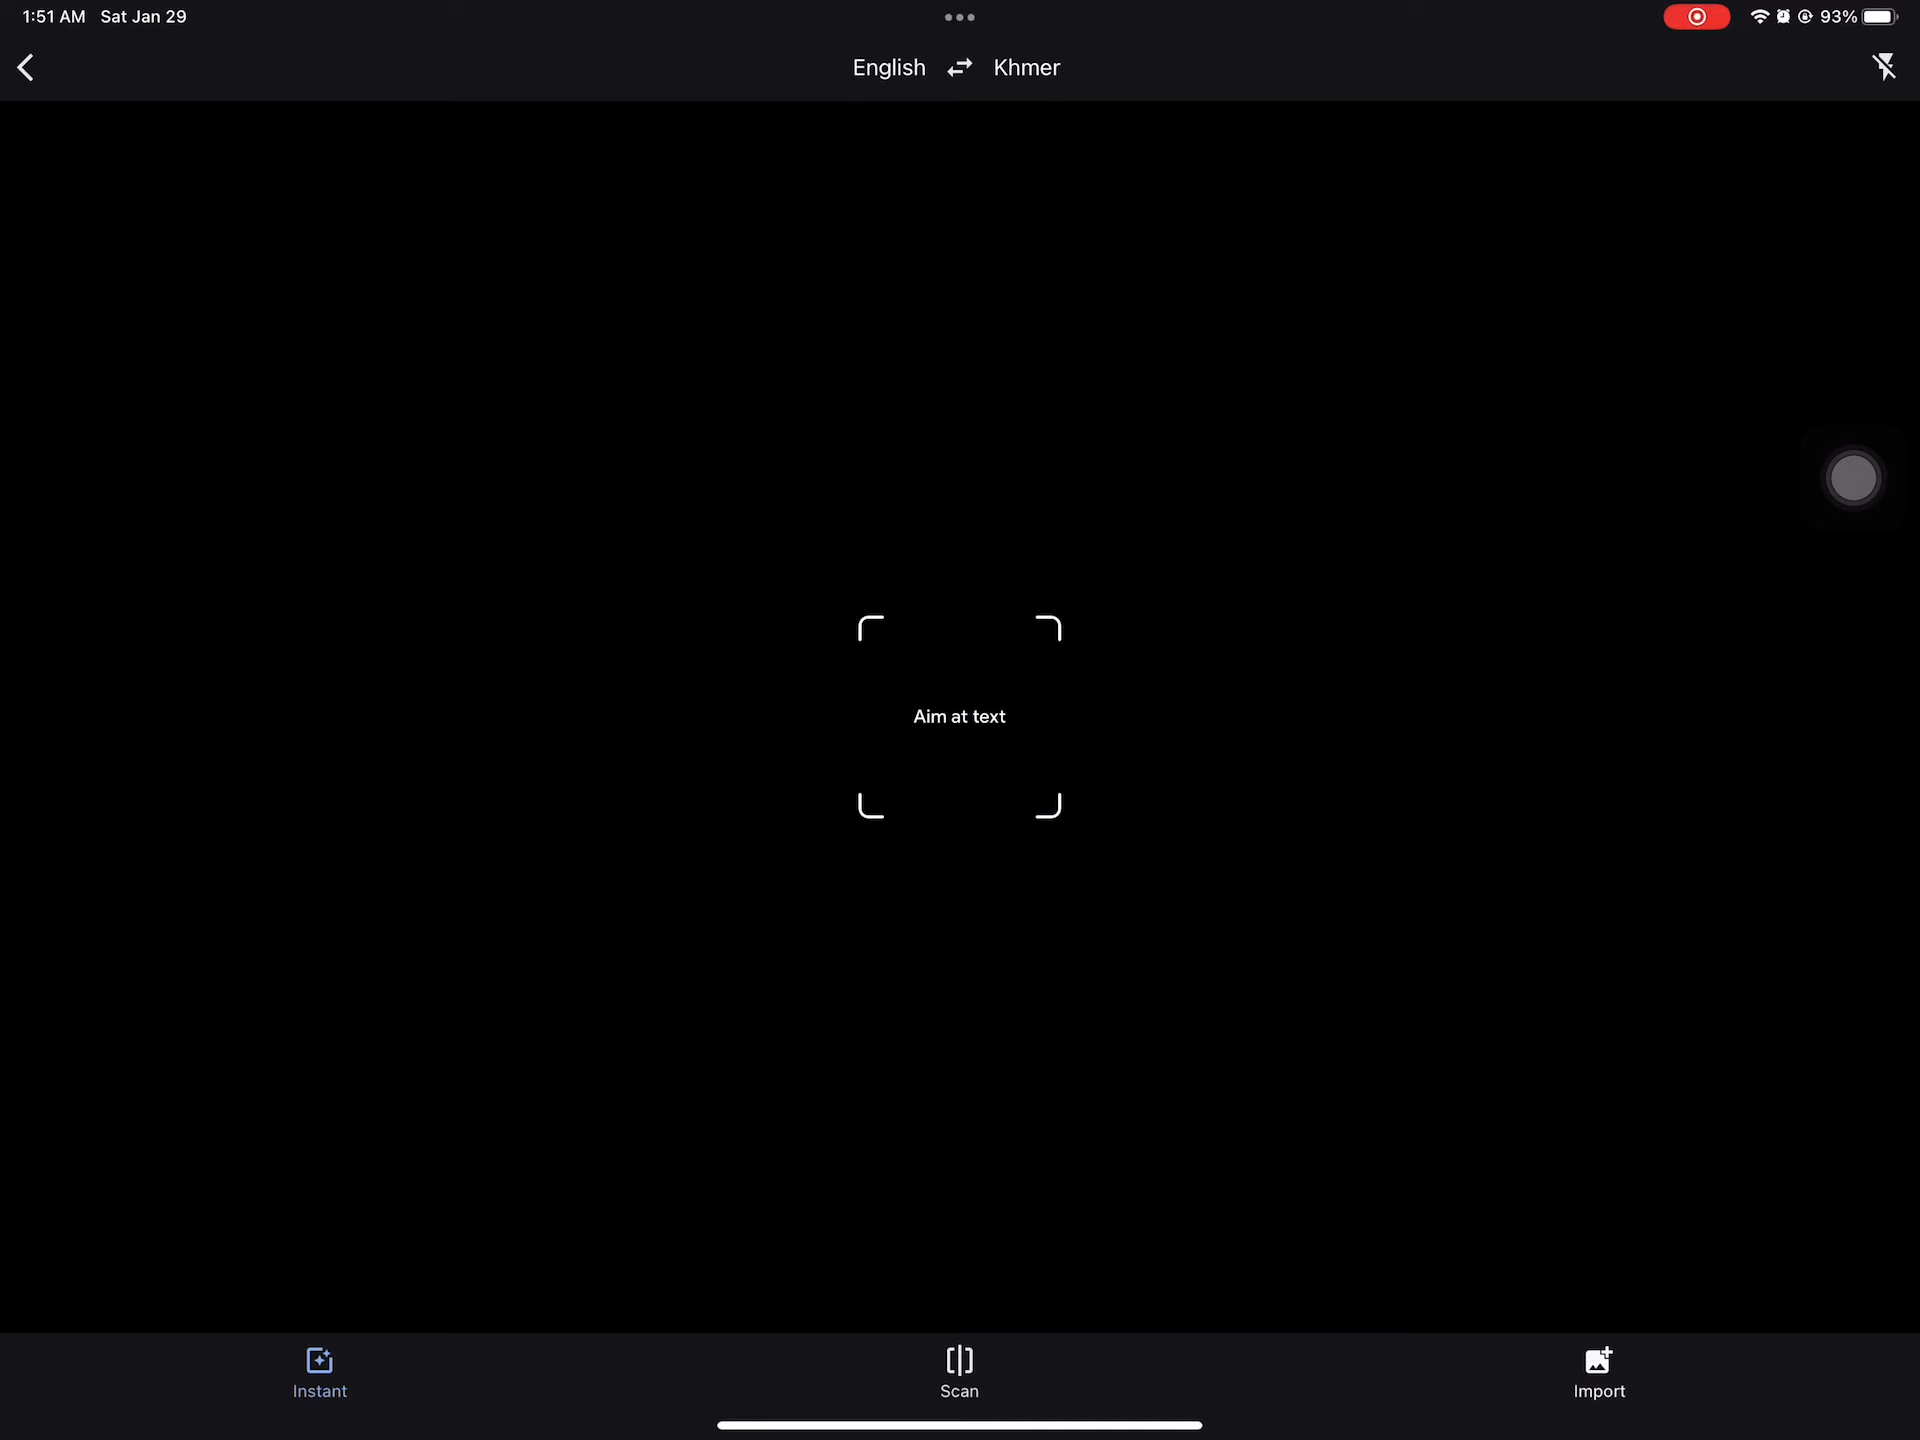 1:51 AM Sat Jan 29
93%
English Khmer
Aim at text
Instant
Scan
Import